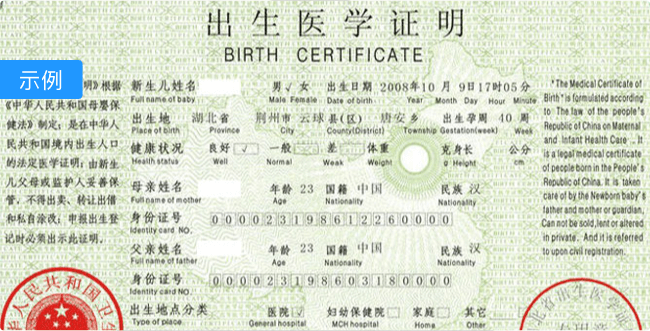 出生医学证明
BIRTH CERTIFICATE
示例
明》根据
《中华人民共和国母婴保
健法》制定;是在中华人
民共和国境内出生人口
的法定医学证明;由新生
儿父母或监护人妥善保
管,不得出卖、转让出借
和私自涂改;申报出生登
记时必须出示此证明。
新生儿姓名 男√女 出生日期 2008年10月 9日17时05分
Full name of baby Male Female Date of birth Year Month Day Hour Minute
出生地 湖北省 荆州市 云球县(区) 唐安乡 出生孕周 40 周
Place of birth Province City County(District) Township Gestation(week) Week
健康状况 良好 √ 一般 差 体重 克身长 公分
Health status Well Normal Weak Weight g Height cm
母亲姓名 年龄 23 国籍 中国 民族 汉
Full name of mother Age Nationality Nationality
身份证号 000023198612260000
Identity card NO.
父亲姓名 年龄 23 国籍 中国 民族 汉
Full name of father Age Nationality Nationality
身份证号 000023198603180000
Identity card NO.
出生地点分类 医院 √ 妇幼保健院 家庭 其它
Type of place General hospital MCH hospital Home Other
"The Medical Certificate of
Birth "is formulated according
to The law of the people's
Republic of China on Maternal
and Infant Health Care . It
is a legal medical certificate
of people born in the People's
Republic of China. It is taken
care of by the Newborn baby's
father and mother or guardian,
Can not be sold,lent or altered
in private. And it is referred
to upon civil registration.
华人民共和国卫
北省出生医学证